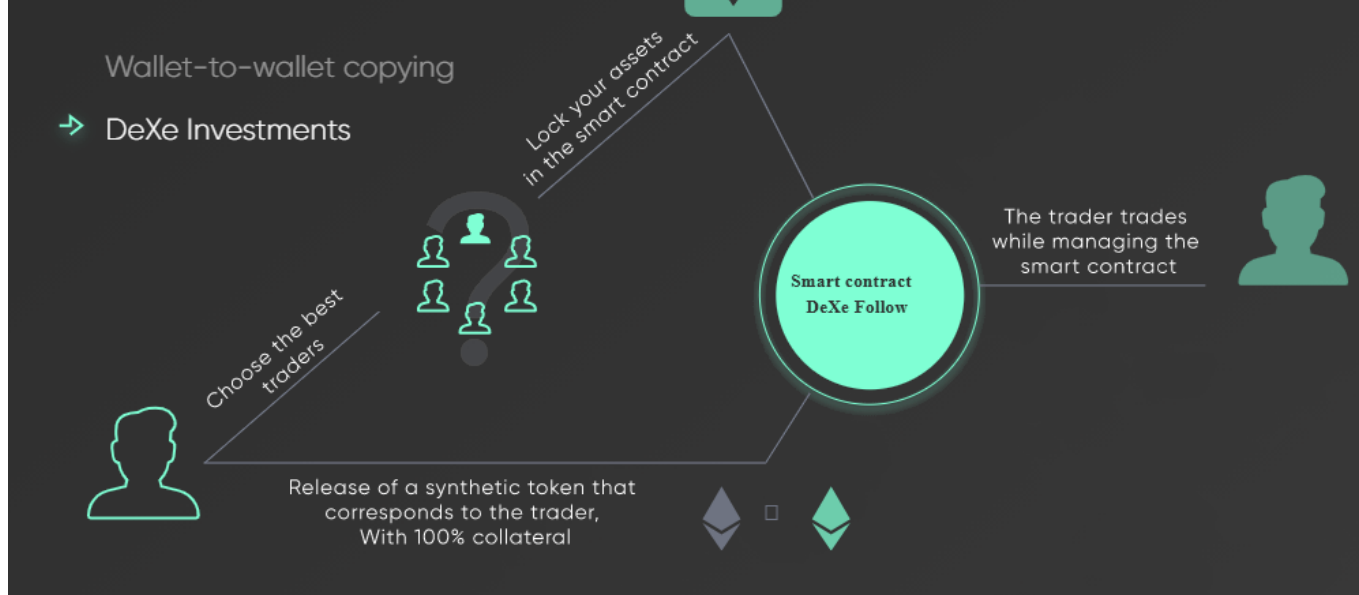 Wallet-to-wallet copying
DeXe Investments
Lock your assets
in the smart contract
Choose the best
traders
Smart contract
DeXe Follow
The trader trades
while managing the
smart contract
Release of a synthetic token that
corresponds to the trader,
With 100% collateral